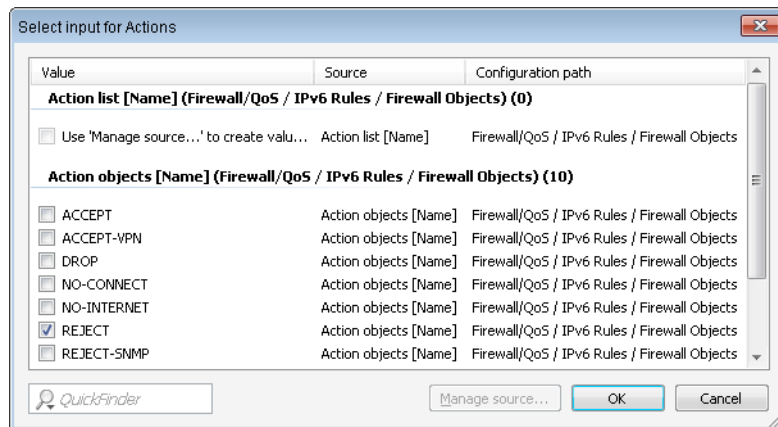 Select input for Actions
Value Source Configuration path
Action list [Name] (Firewall/QoS / IPv6 Rules / Firewall Objects) (0)
Use 'Manage source...' to create valu... Action list [Name] Firewall/QoS / IPv6 Rules / Firewall Objects
Action objects [Name] (Firewall/QoS / IPv6 Rules / Firewall Objects) (10)
ACCEPT Action objects [Name] Firewall/QoS / IPv6 Rules / Firewall Objects
ACCEPT-VPN Action objects [Name] Firewall/QoS / IPv6 Rules / Firewall Objects
DROP Action objects [Name] Firewall/QoS / IPv6 Rules / Firewall Objects
NO-CONNECT Action objects [Name] Firewall/QoS / IPv6 Rules / Firewall Objects
NO-INTERNET Action objects [Name] Firewall/QoS / IPv6 Rules / Firewall Objects
REJECT Action objects [Name] Firewall/QoS / IPv6 Rules / Firewall Objects
REJECT-SNMP Action objects [Name] Firewall/QoS / IPv6 Rules / Firewall Objects
QuickFinder Manage source... OK Cancel